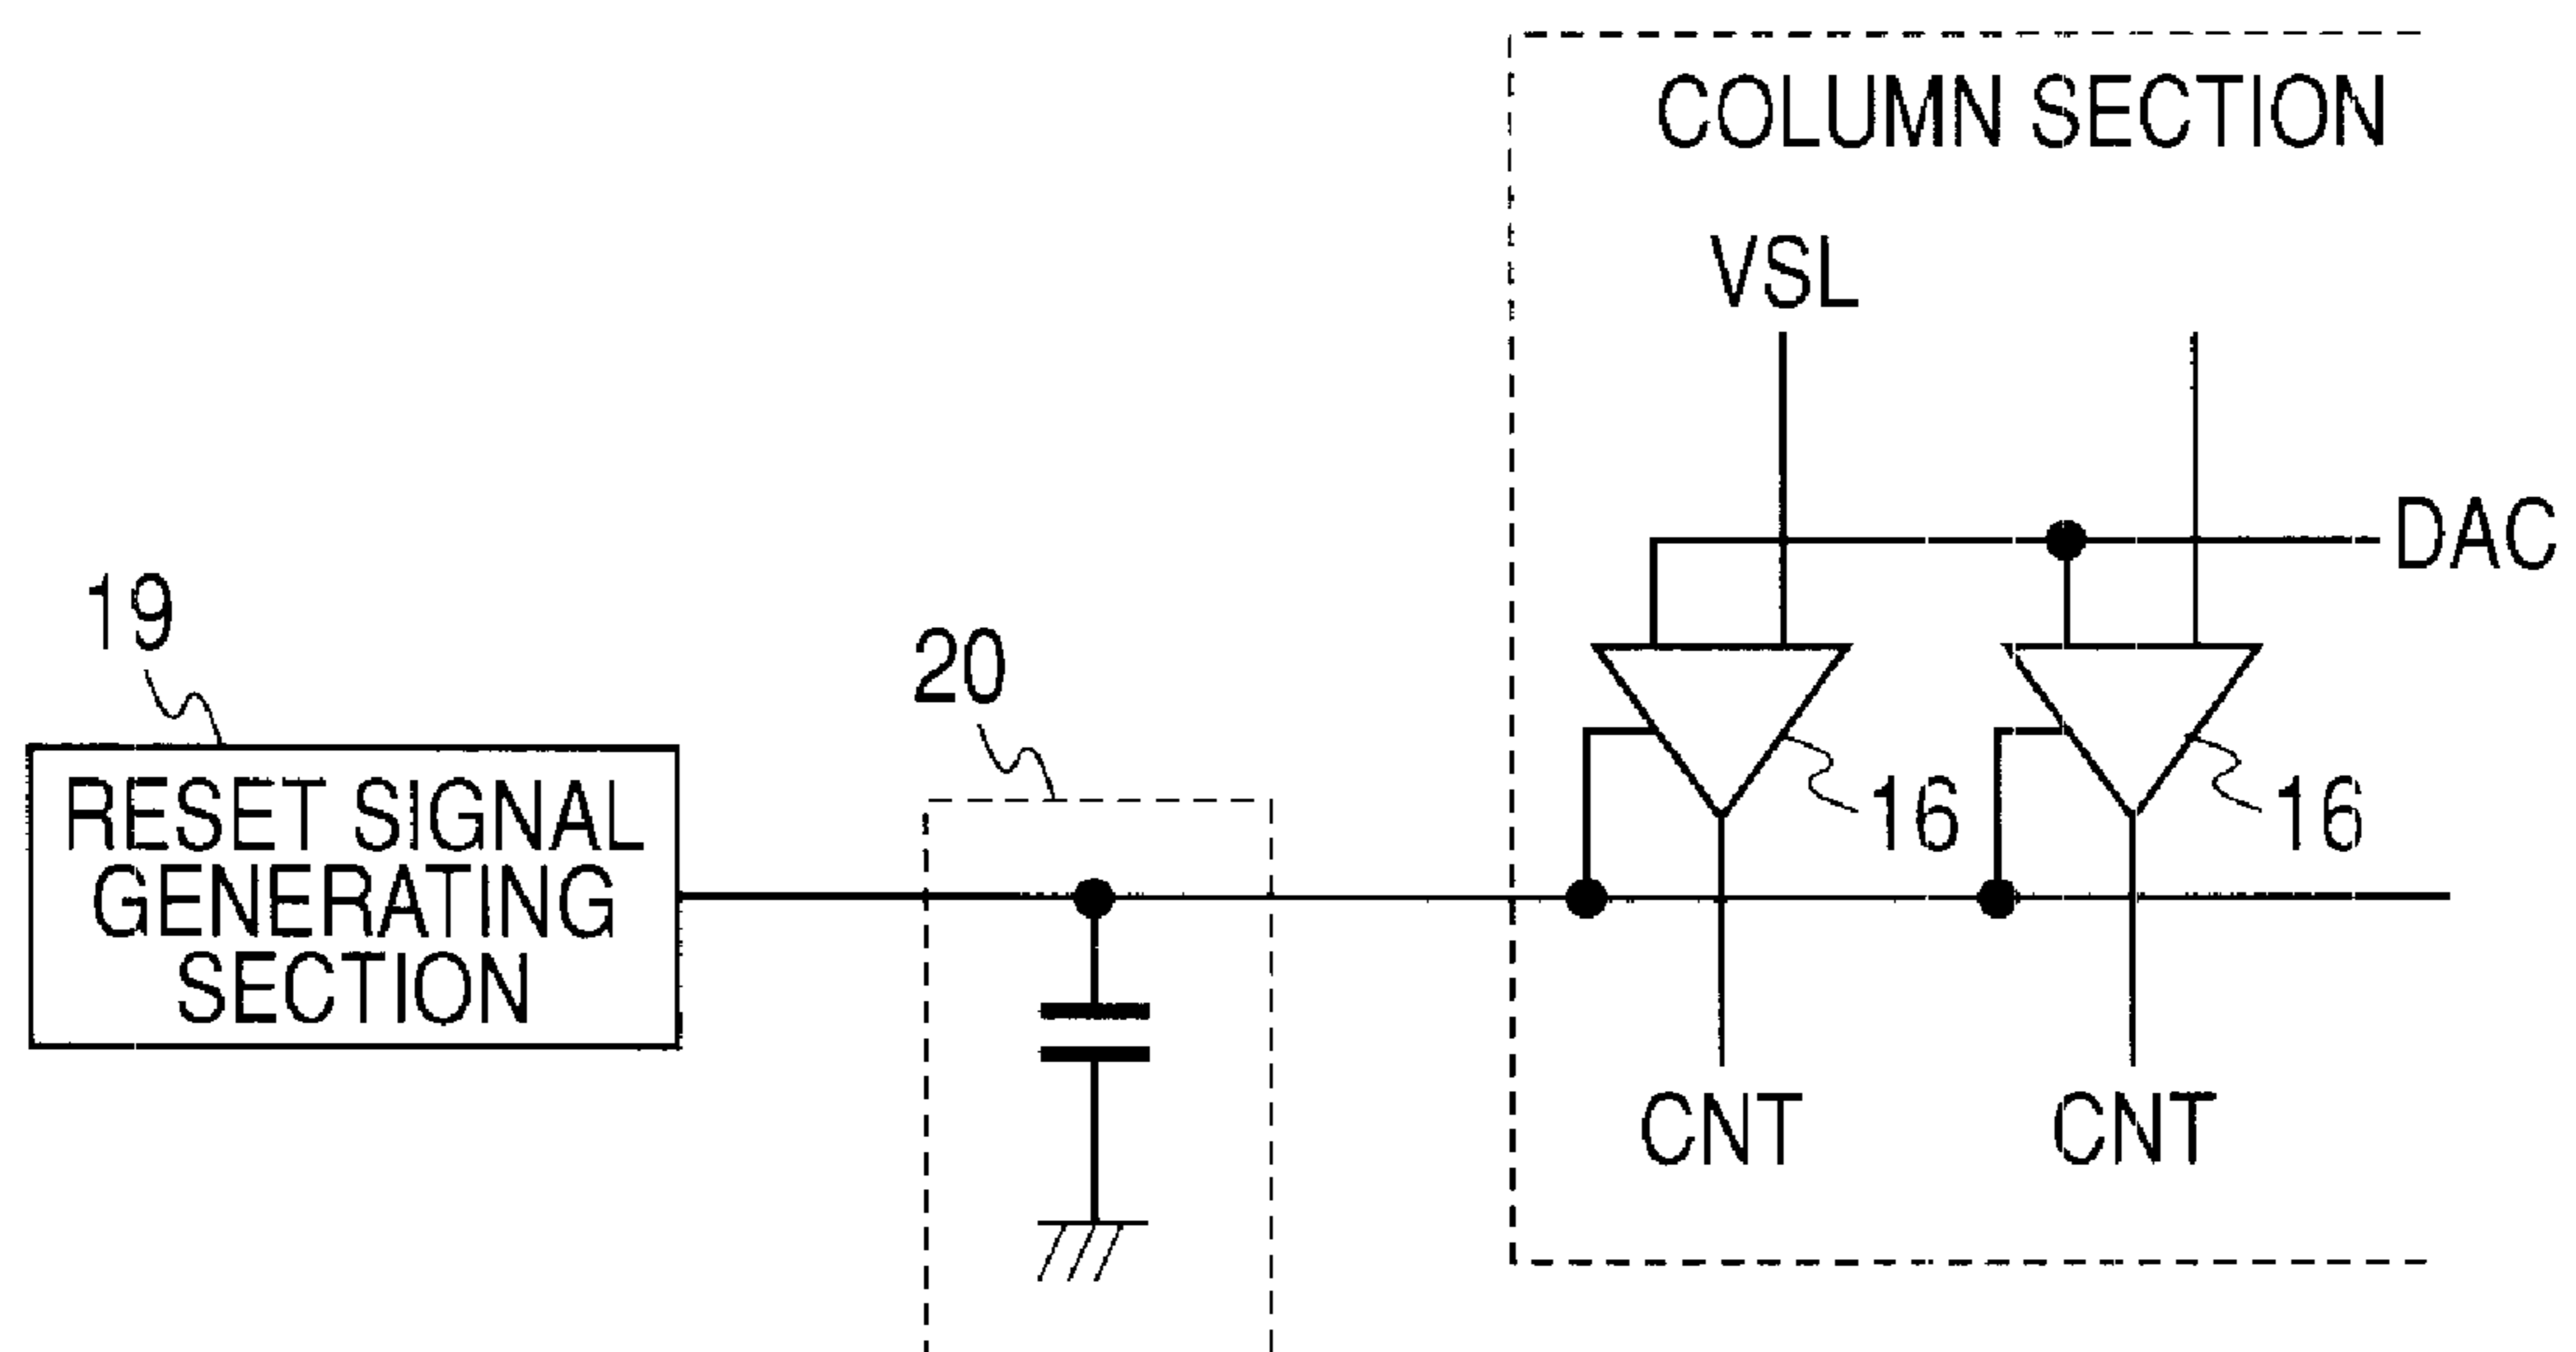 COLUMN SECTION
VSL
DAC
19
20
RESET SIGNAL
GENERATING
SECTION
16
16
CNT
CNT